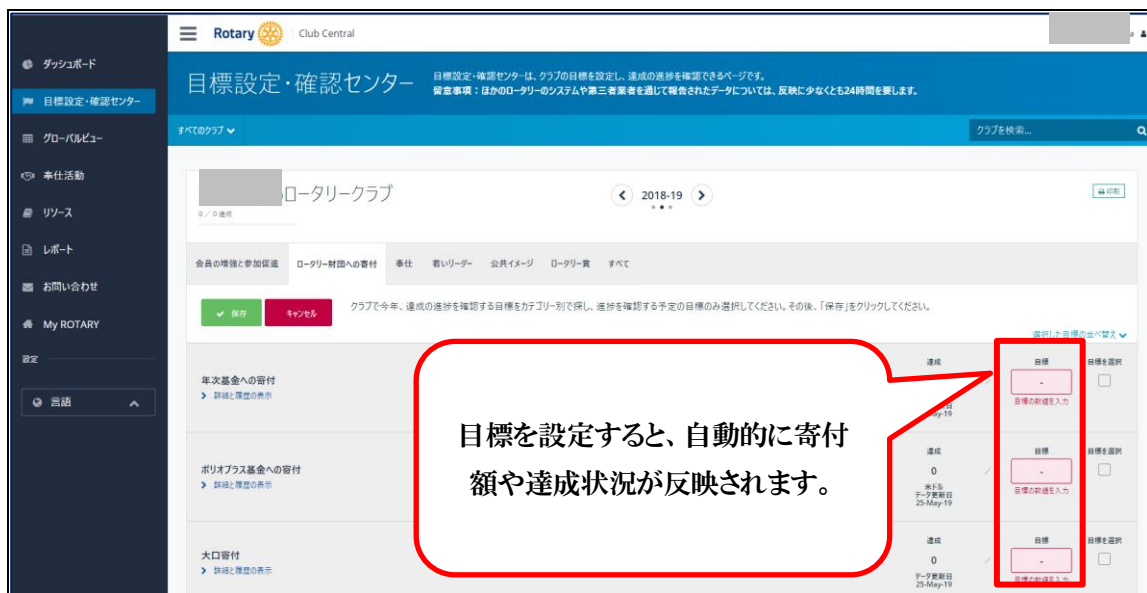 Rotary Club Central
ダッシュボード
目標設定・確認センター
グローバルビュー
奉仕活動
リソース
レポート
お問い合わせ
My ROTARY
設定
言語
目標設定・確認センター
目標設定・確認センターは、クラブの目標を設定し、達成の進捗を確認できるページです。
留意事項：ほかのロータリーのシステムや第三者業者を通じて報告されたデータについては、反映に少なくとも24時間を要します。
すべてのクラブ
クラブを検索...
ロータリークラブ
0 / 0 達成
2018-19
印刷
会員の増強と参加促進 ロータリー財団への寄付 奉仕 若いリーダー 公共イメージ ロータリー賞 すべて
保存 キャンセル
クラブで今年、達成の進捗を確認する目標をカテゴリー別で探し、進捗を確認する予定の目標のみ選択してください。その後、「保存」をクリックしてください。
選択した目標の並べ替え
年次基金への寄付
詳細と履歴の表示
達成 目標 目標を選択
-
目標の数値を入力
May-19
目標を設定すると、自動的に寄付
額や達成状況が反映されます。
ポリオプラス基金への寄付
詳細と履歴の表示
達成 目標 目標を選択
0 / -
米ドル
目標の数値を入力
データ更新日
25-May-19
大口寄付
詳細と履歴の表示
達成 目標 目標を選択
0 / -
データ更新日
目標の数値を入力
25-May-19